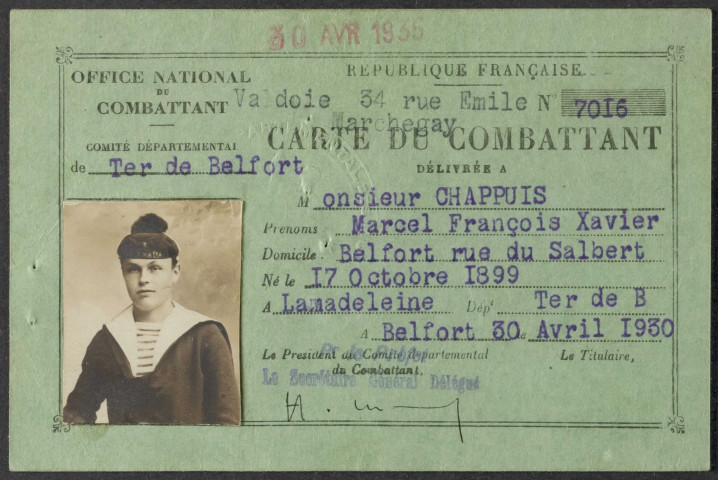 30 AVR 1935
OFFICE NATIONAL
DU
COMBATTANT
COMITÉ DÉPARTEMENTAL
de Ter de Belfort
REPUBLIQUE FRANÇAISE
Valdoie 34 rue Emile
Marchegay
N° 7016
CARTE DU COMBATTANT
DÉLIVRÉE A
Monsieur CHAPPUIS
Prenoms Marcel François Xavier
Domicile Belfort rue du Salbert
Né le 17 Octobre 1899
A Lamadeleine Dépt Ter de B
A Belfort 30 Avril 1930
Le President du Comité departemental
du Combattant.
Le Titulaire,
Le Secrétaire Général Délégué